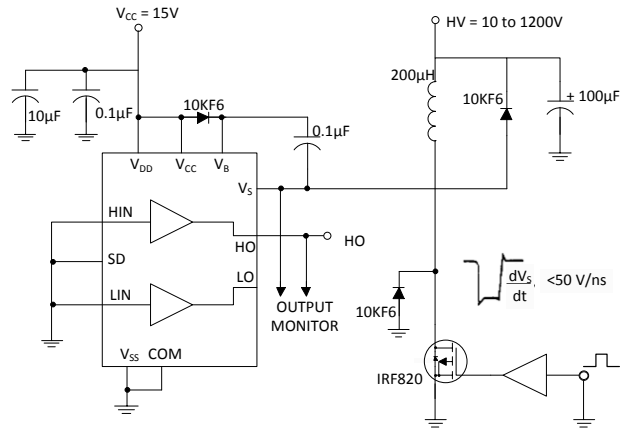 VCC = 15V
HV = 10 to 1200V
200µH
10µF
0.1µF
10KF6
0.1µF
10KF6
+ 100µF
VDD
VCC
VB
VS
HIN
HO
HO
SD
LO
LIN
OUTPUT
MONITOR
10KF6
dVS
dt
, <50 V/ns
VSS
COM
IRF820